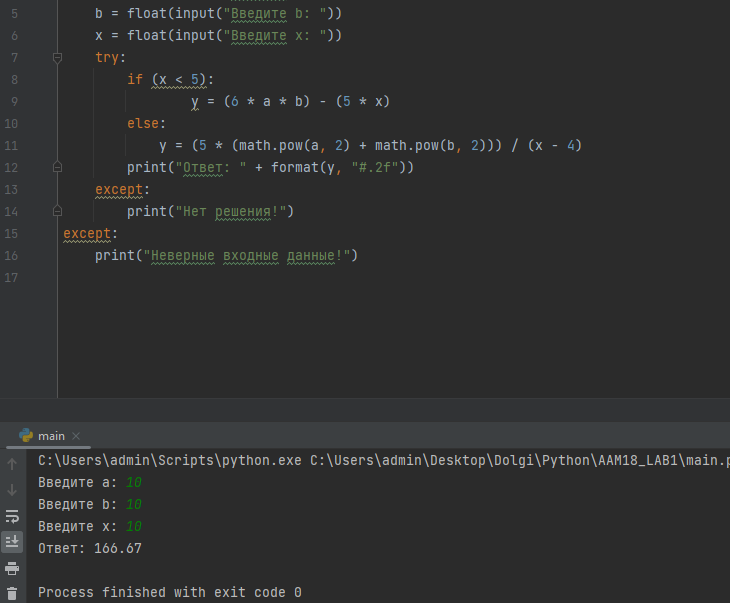 5 b = float(input("Введите b: "))
6 x = float(input("Введите x: "))
7 try:
8 if (x < 5):
9 y = (6 * a * b) - (5 * x)
10 else:
11 y = (5 * (math.pow(a, 2) + math.pow(b, 2))) / (x - 4)
12 print("Ответ: " + format(y, "#.2f"))
13 except:
14 print("Нет решения!")
15 except:
16 print("Неверные входные данные!")
17
main ×
C:\Users\admin\Scripts\python.exe C:\Users\admin\Desktop\Dolgi\Python\AAM18_LAB1\main.p
Введите a: 10
Введите b: 10
Введите x: 10
Ответ: 166.67
Process finished with exit code 0